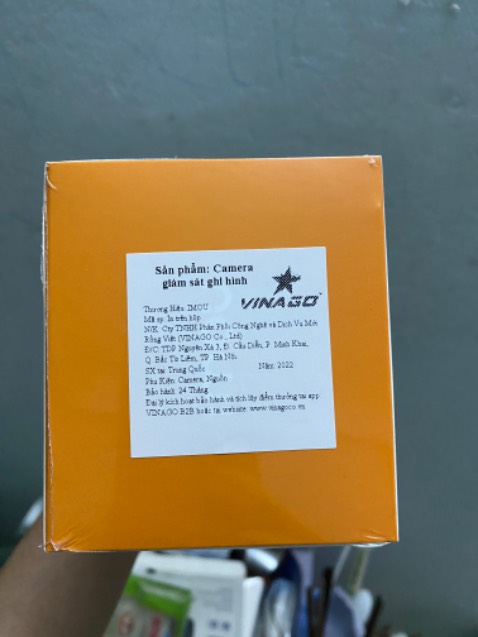 Sản phẩm: Camera
giám sát ghi hình
VINAGO
Thương Hiệu: IMOU
Mã sp: In trên hộp
NK: Cty TNHH Phân Phối Công Nghệ và Dịch Vụ Mới
Rồng Việt (VINAGO Co., Ltd)
Đ/C: TDP Nguyên Xá 3, Đ. Cầu Diễn, P. Minh Khai,
Q. Bắc Từ Liêm, TP. Hà Nội
SX tại: Trung Quốc Năm: 2022
Phụ Kiện: Camera, Nguồn
Bảo hành: 24 Tháng
Đại lý kích hoạt bảo hành và tích lũy điểm thưởng tại app
VINAGO B2B hoặc tại website: www.vinagoco.vn